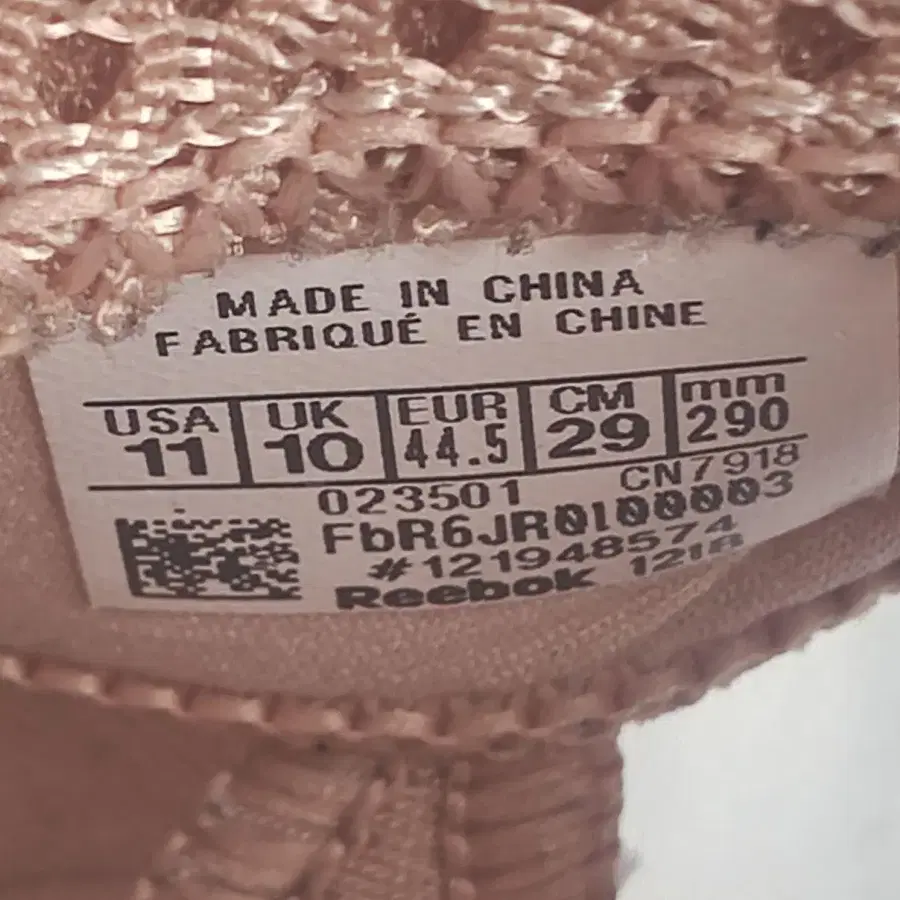 MADE IN CHINA
FABRIQUÉ EN CHINE
USA UK EUR CM mm
11 10 44.5 29 290
023501 CN7918
FbR6JR0100003
#121948574
Reebok 1218